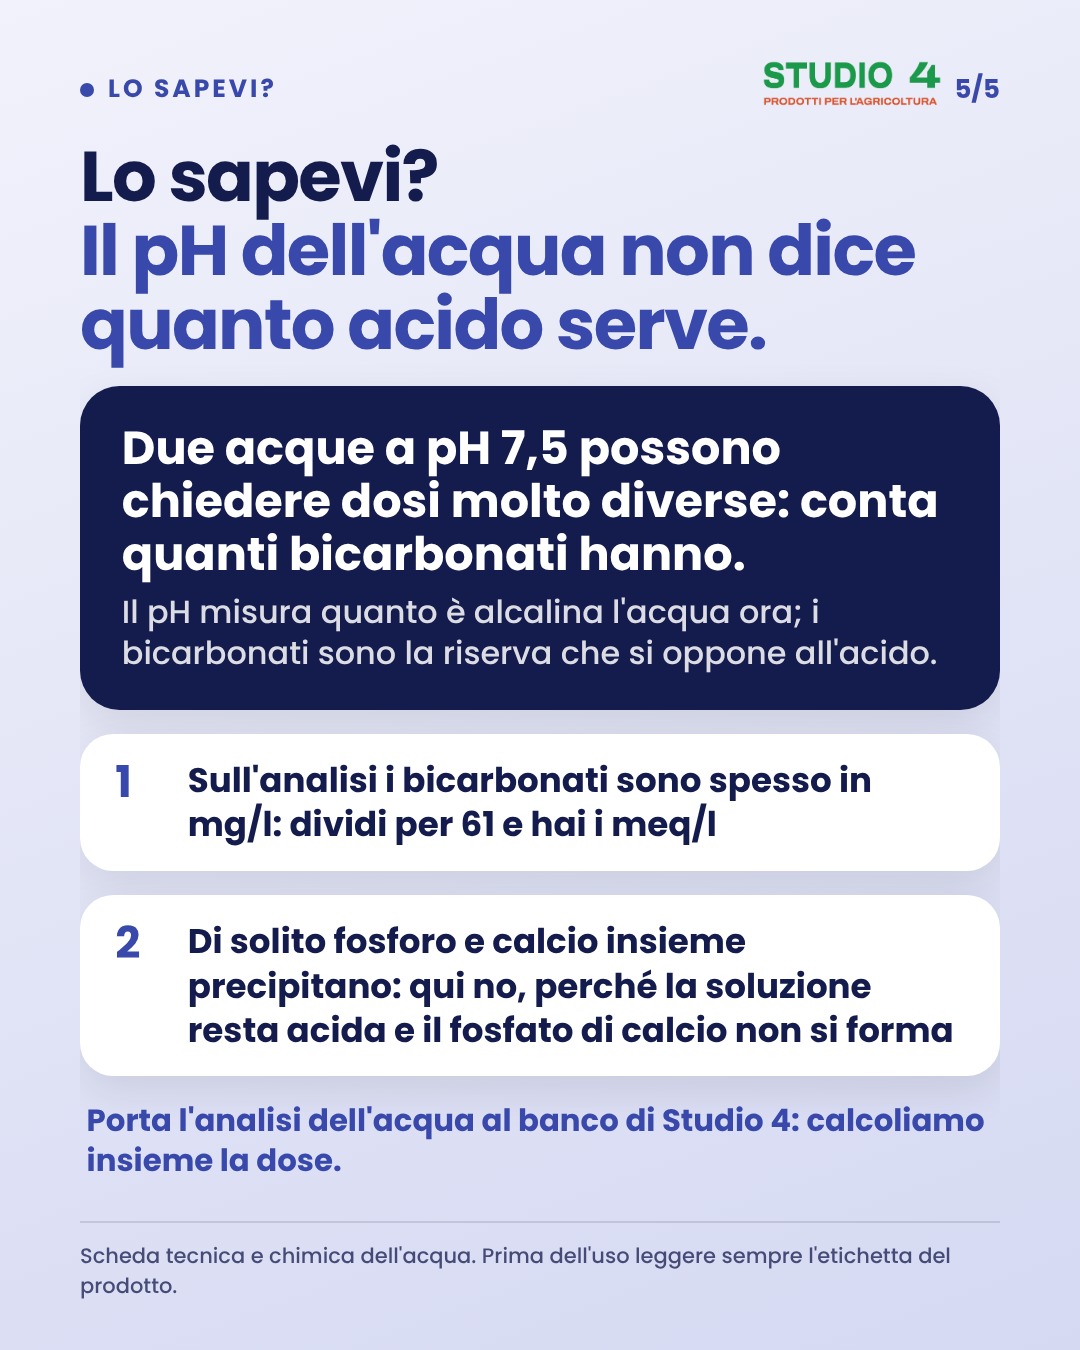 LO SAPEVI?
STUDIO 4
PRODOTTI PER L'AGRICOLTURA
5/5
Lo sapevi?
Il pH dell'acqua non dice
quanto acido serve.
Due acque a pH 7,5 possono
chiedere dosi molto diverse: conta
quanti bicarbonati hanno.
Il pH misura quanto è alcalina l'acqua ora; i
bicarbonati sono la riserva che si oppone all'acido.
1
Sull'analisi i bicarbonati sono spesso in
mg/l: dividi per 61 e hai i meq/l
2
Di solito fosforo e calcio insieme
precipitano: qui no, perché la soluzione
resta acida e il fosfato di calcio non si forma
Porta l'analisi dell'acqua al banco di Studio 4: calcoliamo
insieme la dose.
Scheda tecnica e chimica dell'acqua. Prima dell'uso leggere sempre l'etichetta del
prodotto.